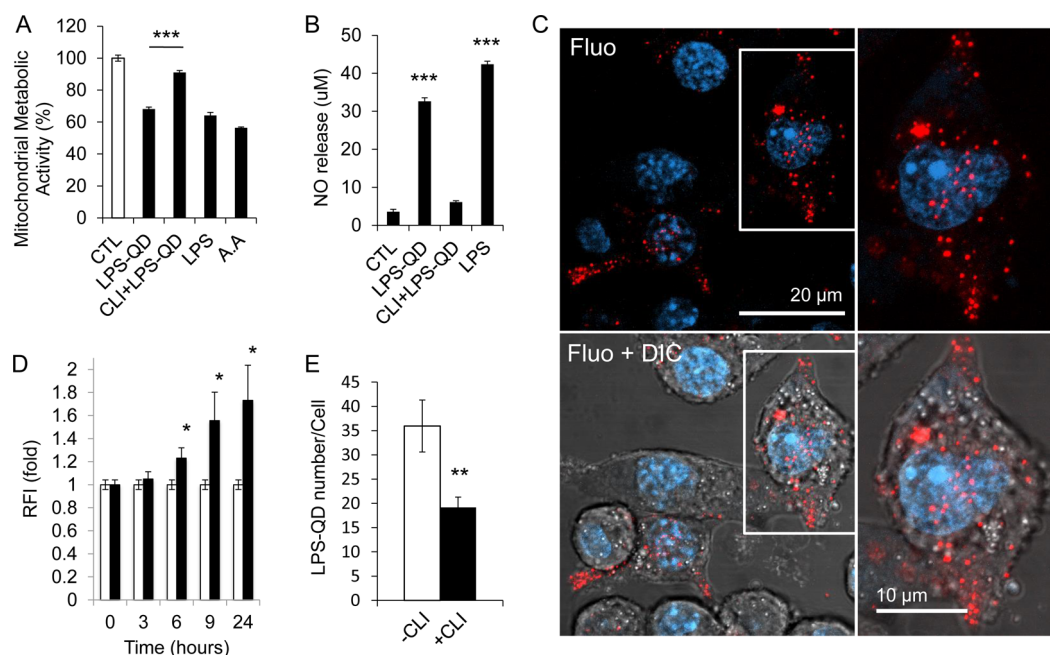 A
***
Mitochondrial Metabolic
Activity (%)
120
100
80
60
40
20
0
CTL
LPS-QD
CLI+LPS-QD
LPS
A.A
B
NO release (uM)
50
40
30
20
10
0
***
***
CTL
LPS-QD
CLI+LPS-QD
LPS
C
Fluo
20 µm
Fluo + DIC
10 µm
D
RFI (fold)
2
1.8
1.6
1.4
1.2
1
0.8
0.6
0.4
0.2
0
*
*
*
0 3 6 9 24
Time (hours)
E
LPS-QD number/Cell
45
40
35
30
25
20
15
10
5
0
**
-CLI
+CLI